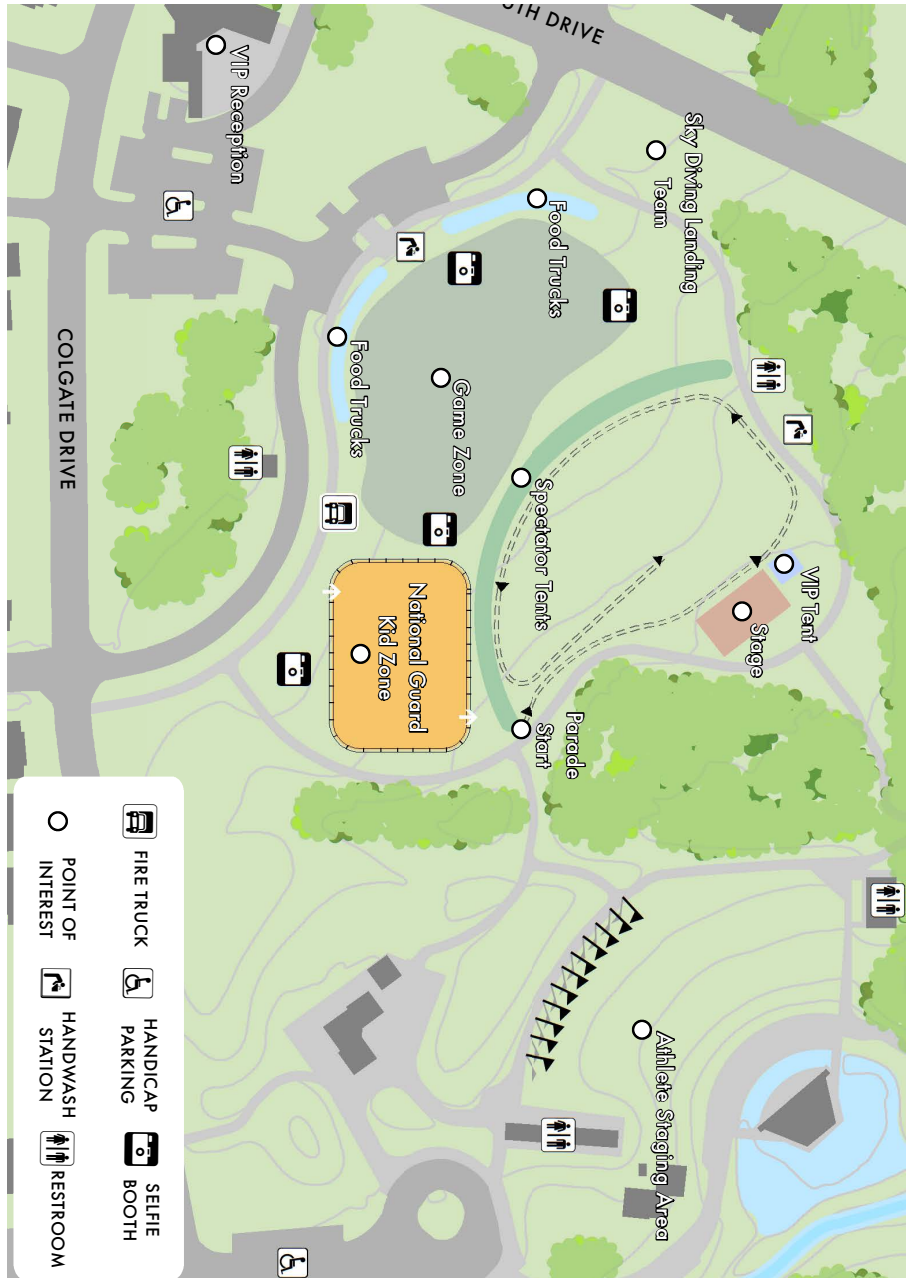 VIP Tent
Stage
Sky Diving Landing
Team
Athlete Staging Area
UTH DRIVE
Food Trucks
Spectator Tents
Parade
Start
Game Zone
National Guard
Kid Zone
Food Trucks
VIP Reception
COLGATE DRIVE
FIRE TRUCK
HANDICAP
PARKING
SELFIE
BOOTH
POINT OF
INTEREST
HANDWASH
STATION
RESTROOM